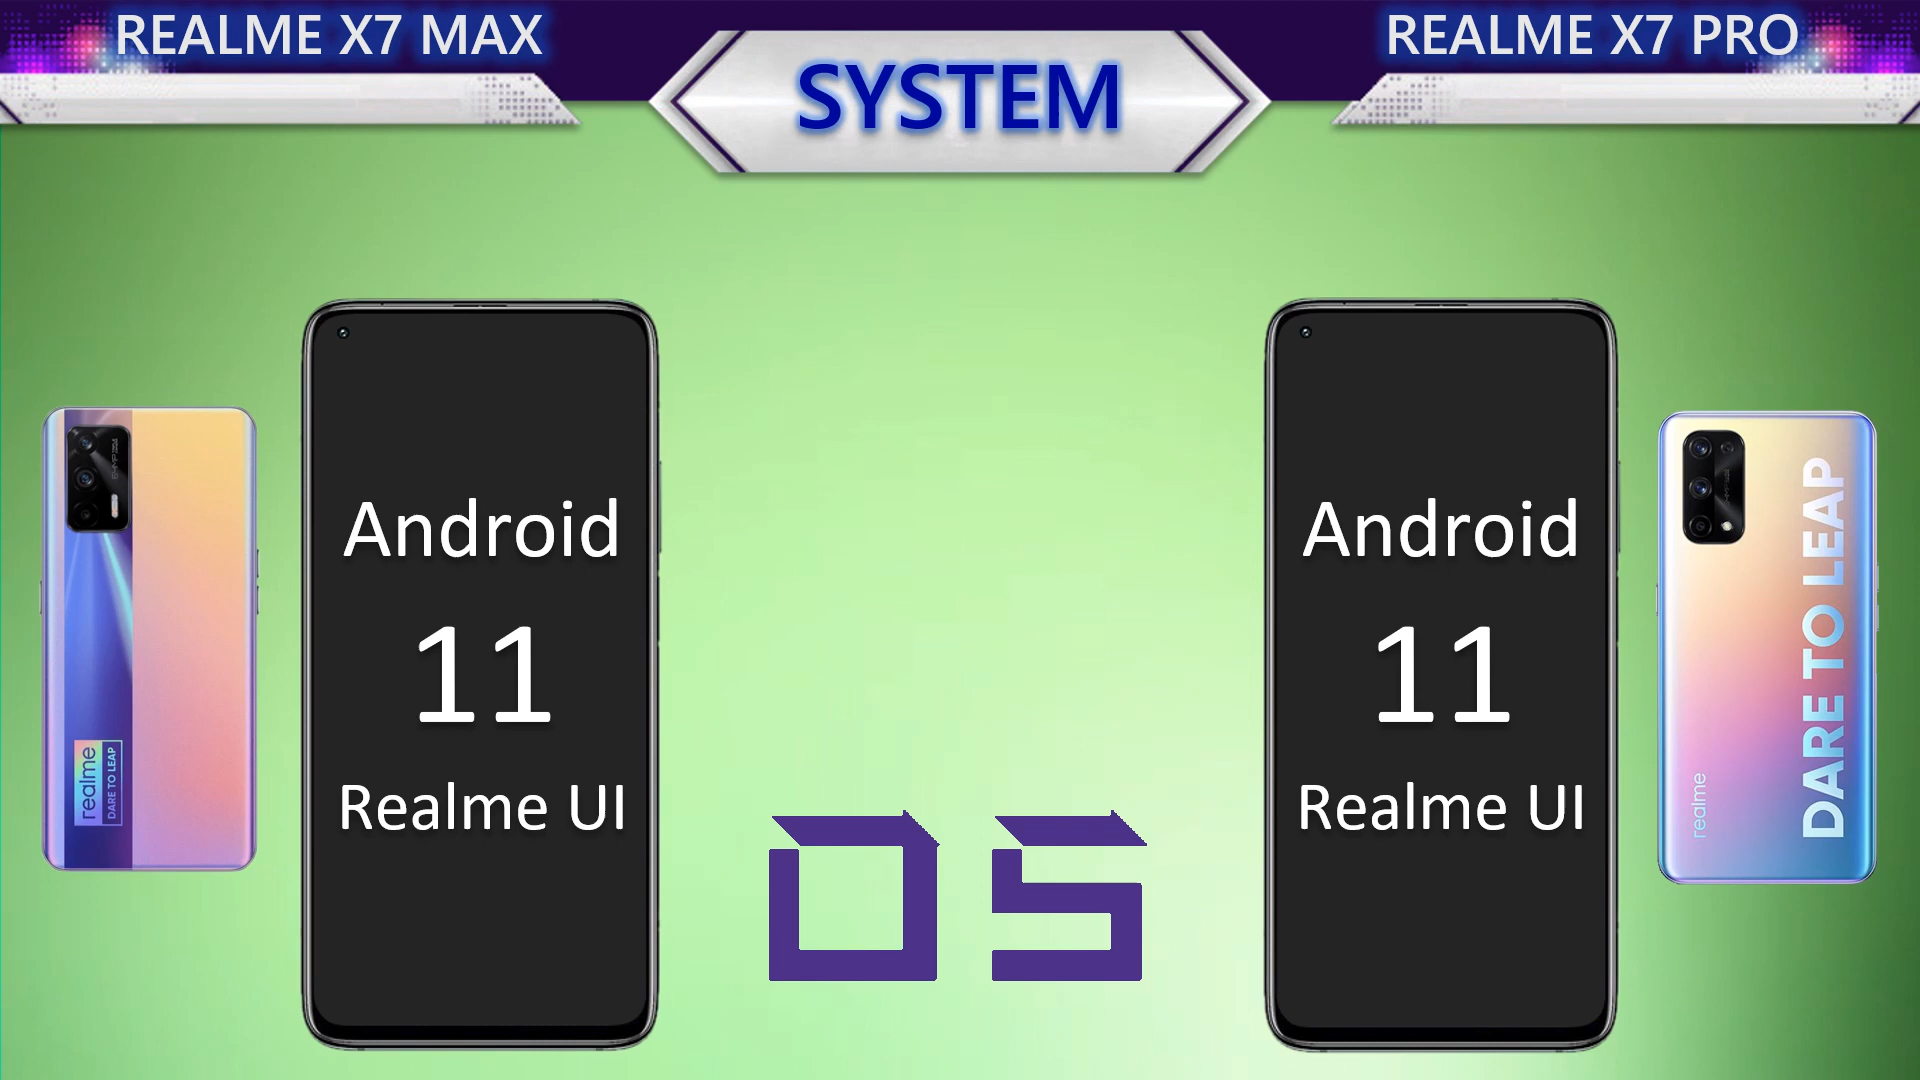 REALME X7 MAX
SYSTEM
REALME X7 PRO
Android
11
Realme UI
Android
11
Realme UI
OS
realme
DARE TO LEAP
realme
DARE TO LEAP